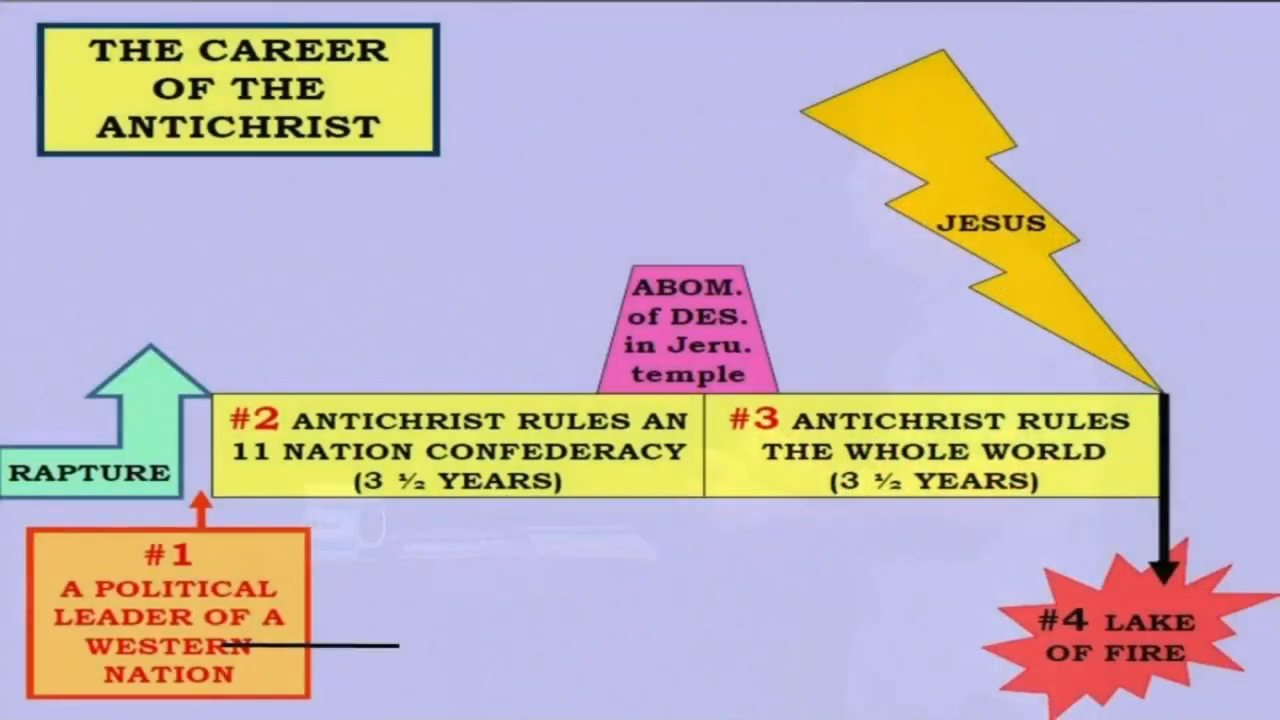 THE CAREER
OF THE
ANTICHRIST
JESUS
ABOM.
of DES.
in Jeru.
temple
RAPTURE
#2 ANTICHRIST RULES AN
11 NATION CONFEDERACY
(3 ½ YEARS)
#3 ANTICHRIST RULES
THE WHOLE WORLD
(3 ½ YEARS)
#1
A POLITICAL
LEADER OF A
WESTERN
NATION
#4 LAKE
OF FIRE